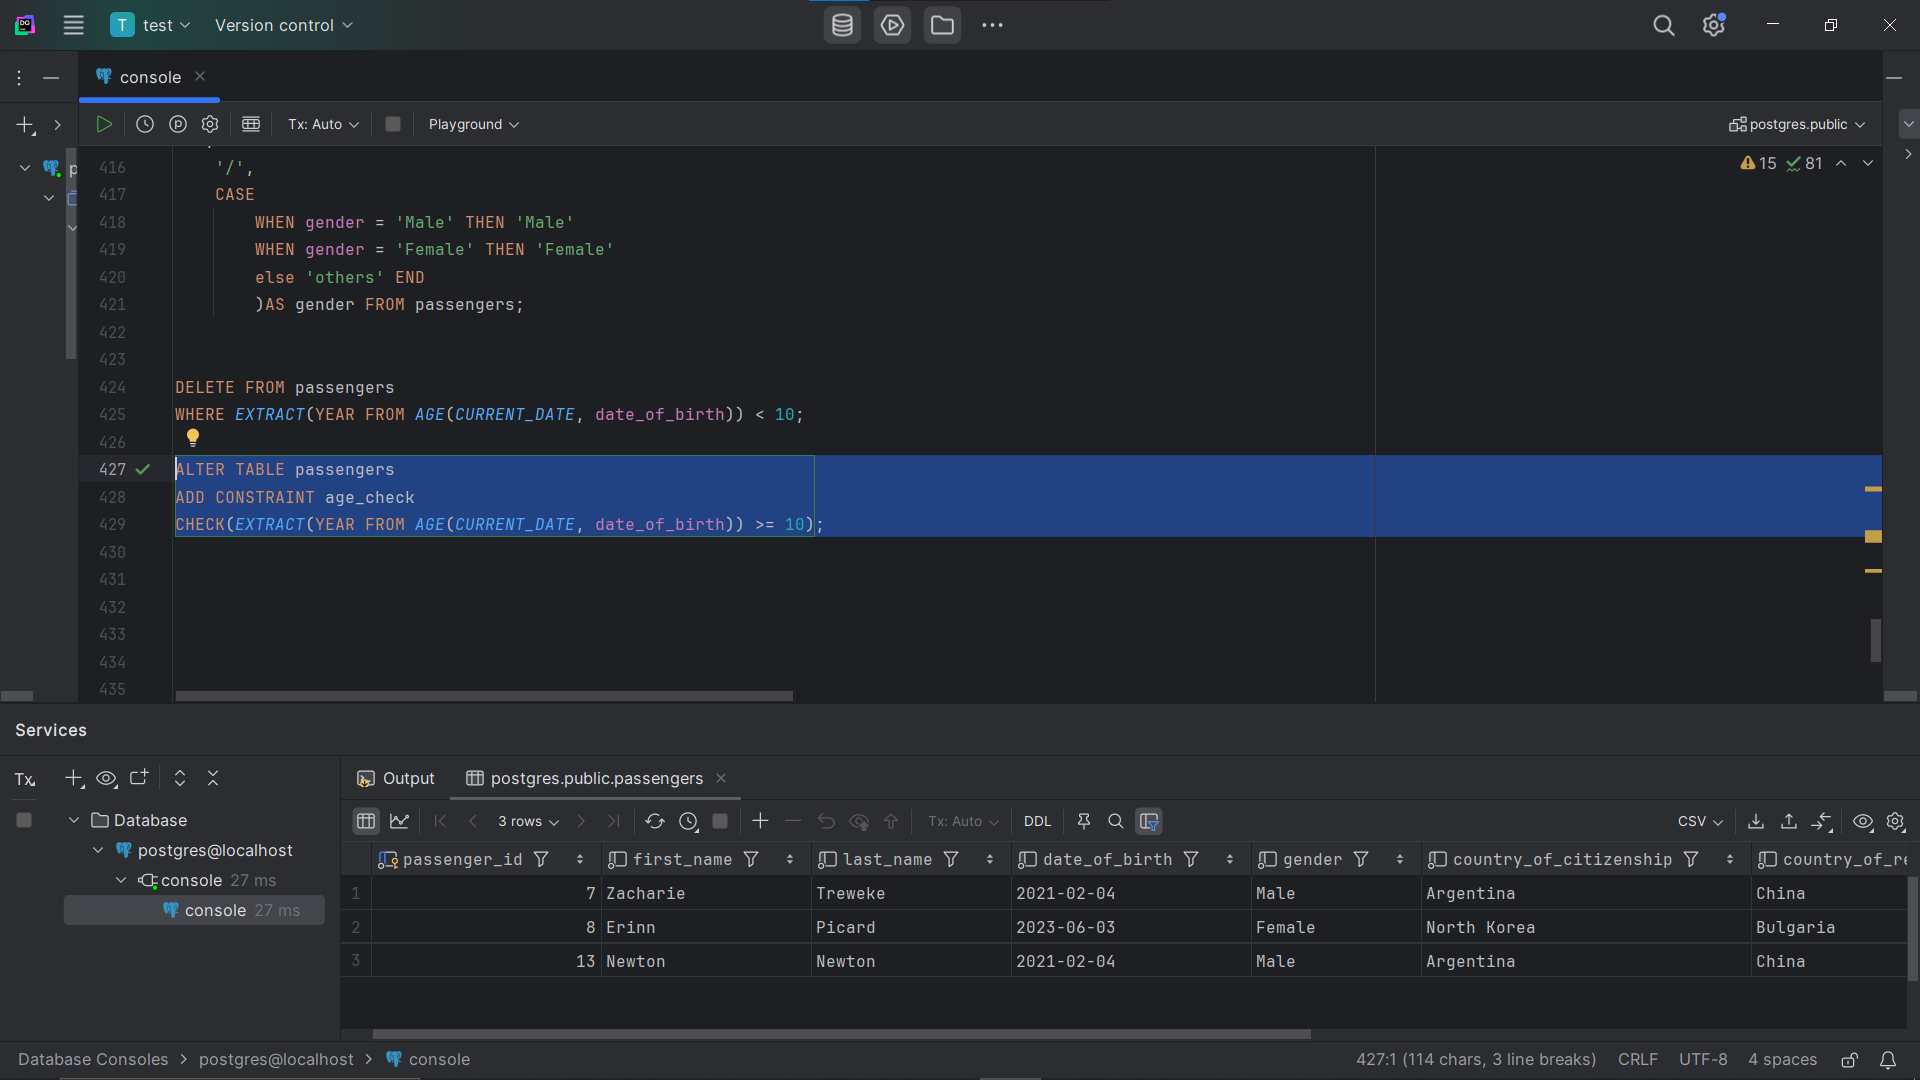 T test Version control
console
Tx: Auto Playground postgres.public
15 81
416 '/',
417 CASE
418 WHEN gender = 'Male' THEN 'Male'
419 WHEN gender = 'Female' THEN 'Female'
420 else 'others' END
421 )AS gender FROM passengers;
422
423
424 DELETE FROM passengers
425 WHERE EXTRACT(YEAR FROM AGE(CURRENT_DATE, date_of_birth)) < 10;
426
427 ALTER TABLE passengers
428 ADD CONSTRAINT age_check
429 CHECK(EXTRACT(YEAR FROM AGE(CURRENT_DATE, date_of_birth)) >= 10);
430
431
432
433
434
435
Services
Tx
Database
postgres@localhost
console 27 ms
console 27 ms
Output postgres.public.passengers
3 rows Tx: Auto DDL CSV
passenger_id first_name last_name date_of_birth gender country_of_citizenship country_of_re
1 7 Zacharie Treweke 2021-02-04 Male Argentina China
2 8 Erinn Picard 2023-06-03 Female North Korea Bulgaria
3 13 Newton Newton 2021-02-04 Male Argentina China
Database Consoles > postgres@localhost > console 427:1 (114 chars, 3 line breaks) CRLF UTF-8 4 spaces